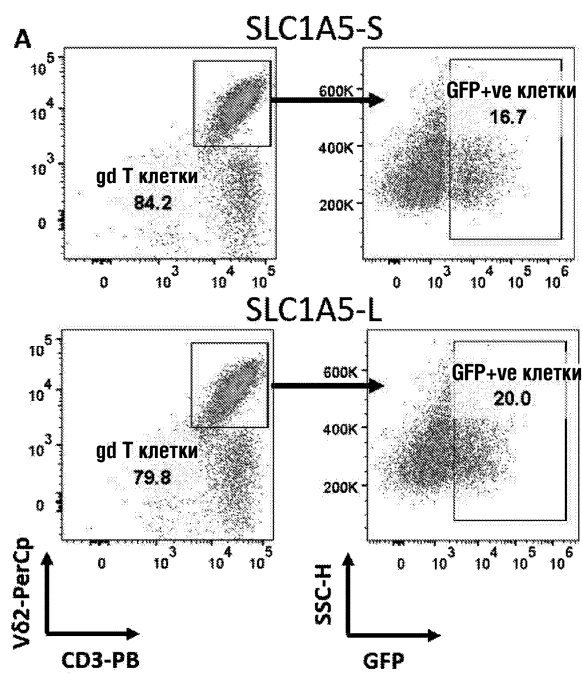 A
SLC1A5-S
10^5
10^4
10^3
0
gd T клетки
84.2
0 10^3 10^4 10^5
600K
400K
200K
GFP+ve клетки
16.7
0 10^3 10^4 10^5 10^6
SLC1A5-L
10^5
10^4
10^3
0
gd T клетки
79.8
0 10^3 10^4 10^5
600K
400K
200K
GFP+ve клетки
20.0
0 10^3 10^4 10^5 10^6
Vδ2-PerCp
CD3-PB
SSC-H
GFP